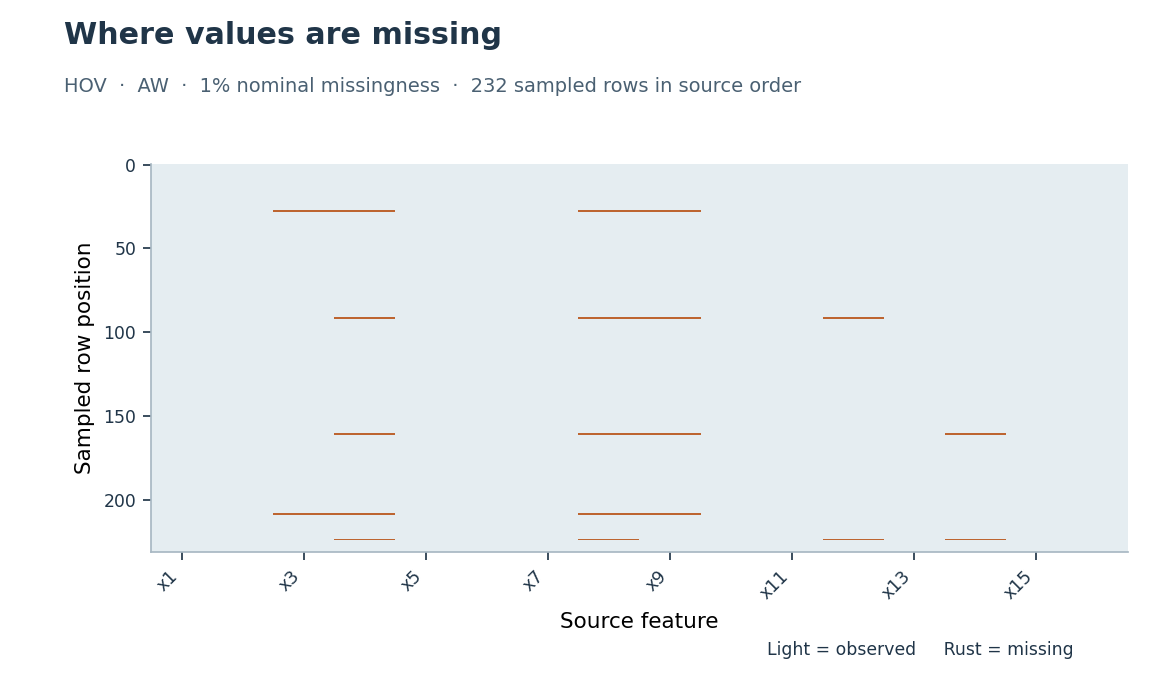 Where values are missing
HOV · AW · 1% nominal missingness · 232 sampled rows in source order
0
50
100
150
200
Sampled row position
x1 x3 x5 x7 x9 x11 x13 x15
Source feature
Light = observed Rust = missing